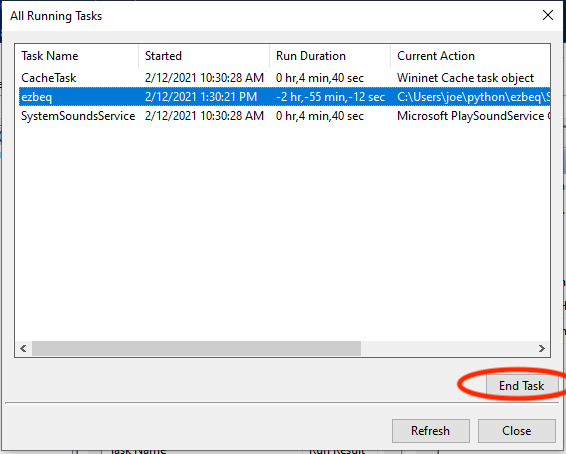 All Running Tasks
Task Name Started Run Duration Current Action
CacheTask 2/12/2021 10:30:28 AM 0 hr,4 min,40 sec Wininet Cache task object
ezbeq 2/12/2021 1:30:21 PM -2 hr,-55 min,-12 sec C:\Users\joe\python\ezbeq\S
SystemSoundsService 2/12/2021 10:30:28 AM 0 hr,4 min,40 sec Microsoft PlaySoundService
End Task
Refresh Close
Task Name Run Result